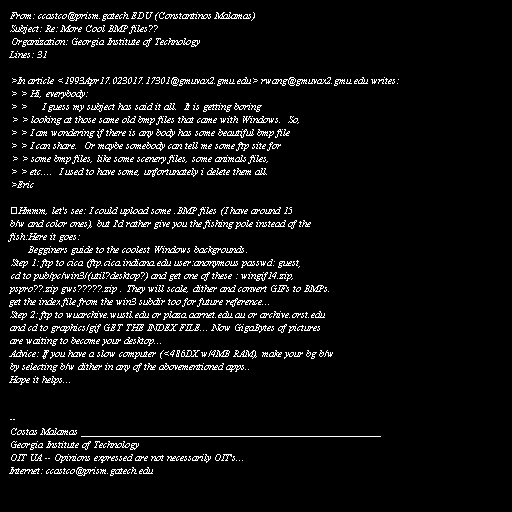 From: ccastco@prism.gatech.EDU (Constantinos Malamas)
Subject: Re: More Cool BMP files??
Organization: Georgia Institute of Technology
Lines: 31

>In article <1993Apr17.023017.17301@gmuvax2.gmu.edu> rwang@gmuvax2.gmu.edu writes:
> > Hi, everybody:
> >     I guess my subject has said it all.  It is getting boring
> > looking at those same old bmp files that came with Windows.  So,
> > I am wondering if there is any body has some beautiful bmp file
> > I can share.  Or maybe somebody can tell me some ftp site for
> > some bmp files, like some scenery files, some animals files,
> > etc....  I used to have some, unfortunately i delete them all.
>Eric

Hmmm, let's see: I could upload some .BMP files (I have around 15
b/w and color ones), but I'd rather give you the fishing pole instead of the
fish:Here it goes:
Begginers guide to the coolest Windows backgrounds.
Step 1: ftp to cica (ftp.cica.indiana.edu user:anonymous passwd: guest,
cd to pub/pc/win3/(util?desktop?) and get one of these : wingif14.zip,
pspro??.zip gws?????.zip . They will scale, dither and convert GIFs to BMPs.
get the index file from the win3 subdir too for future reference...
Step 2: ftp to wuarchive.wustl.edu or plaza.aarnet.edu.au or archive.orst.edu
and cd to graphics/gif GET THE INDEX FILE... Now GigaBytes of pictures
are waiting to become your desktop...
Advice: If you have a slow computer (<486DX w/4MB RAM), make your bg b/w
by selecting b/w dither in any of the abovementioned apps..
Hope it helps...

--
Costas Malamas ____________________________________________________________
Georgia Institute of Technology
OIT UA -- Opinions expressed are not necessarily OIT's...
Internet: ccastco@prism.gatech.edu